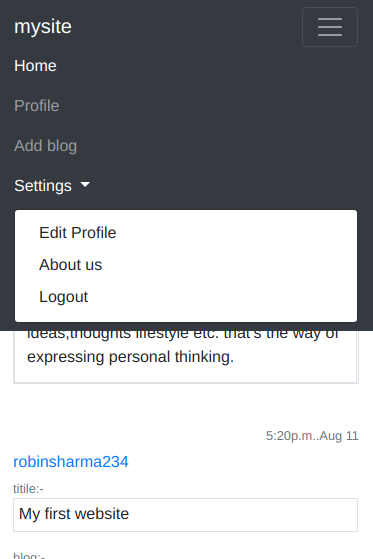 mysite
Home
Profile
Add blog
Settings
Edit Profile
About us
Logout
ideas,thoughts lifestyle etc. that's the way of
expressing personal thinking.
5:20p.m..Aug 11
robinsharma234
titile:-
My first website
blog:-